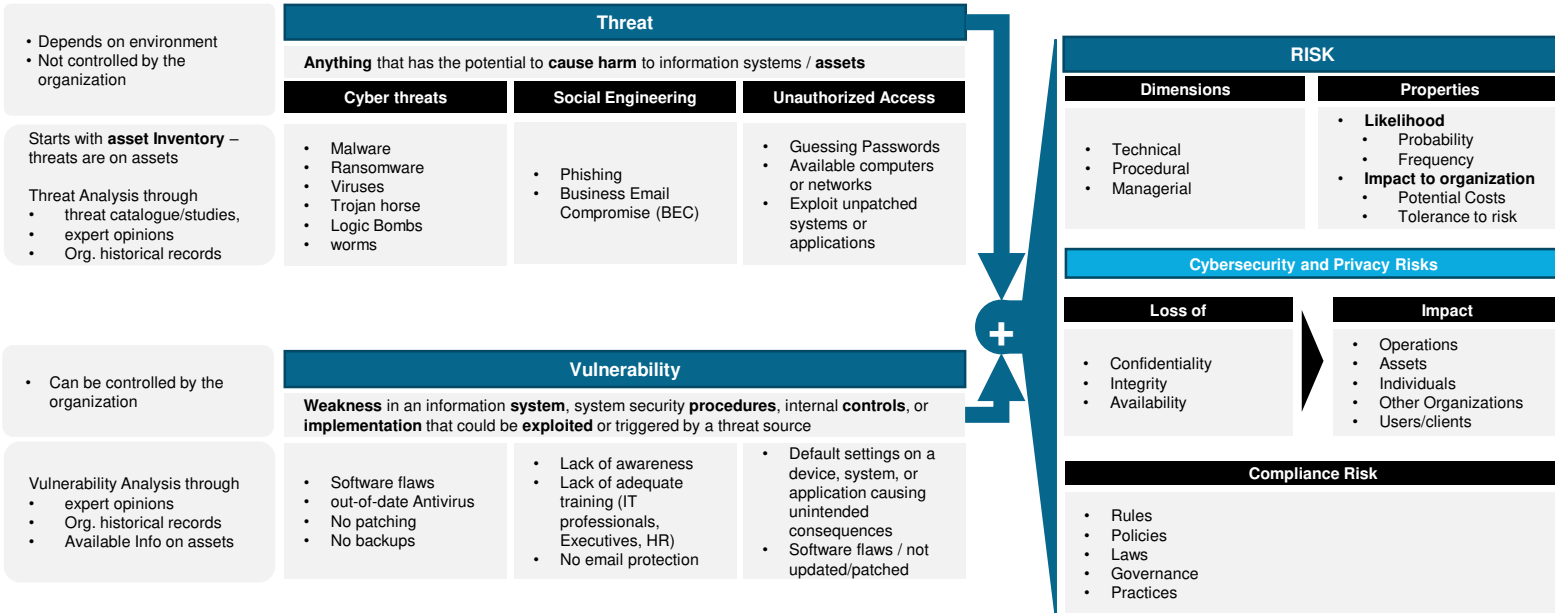 • Depends on environment
• Not controlled by the
organization
Threat
Anything that has the potential to cause harm to information systems / assets
Starts with asset Inventory –
threats are on assets
Threat Analysis through
• threat catalogue/studies,
• expert opinions
• Org. historical records
Cyber threats
• Malware
• Ransomware
• Viruses
• Trojan horse
• Logic Bombs
• worms
Social Engineering
• Phishing
• Business Email
Compromise (BEC)
Unauthorized Access
• Guessing Passwords
• Available computers
or networks
• Exploit unpatched
systems or
applications
• Can be controlled by the
organization
Vulnerability
Weakness in an information system, system security procedures, internal controls, or
implementation that could be exploited or triggered by a threat source
Vulnerability Analysis through
• expert opinions
• Org. historical records
• Available Info on assets
• Software flaws
• out-of-date Antivirus
• No patching
• No backups
• Lack of awareness
• Lack of adequate
training (IT
professionals,
Executives, HR)
• No email protection
• Default settings on a
device, system, or
application causing
unintended
consequences
• Software flaws / not
updated/patched
+
RISK
Dimensions
• Technical
• Procedural
• Managerial
Properties
• Likelihood
• Probability
• Frequency
• Impact to organization
• Potential Costs
• Tolerance to risk
Cybersecurity and Privacy Risks
Loss of
• Confidentiality
• Integrity
• Availability
Impact
• Operations
• Assets
• Individuals
• Other Organizations
• Users/clients
Compliance Risk
• Rules
• Policies
• Laws
• Governance
• Practices